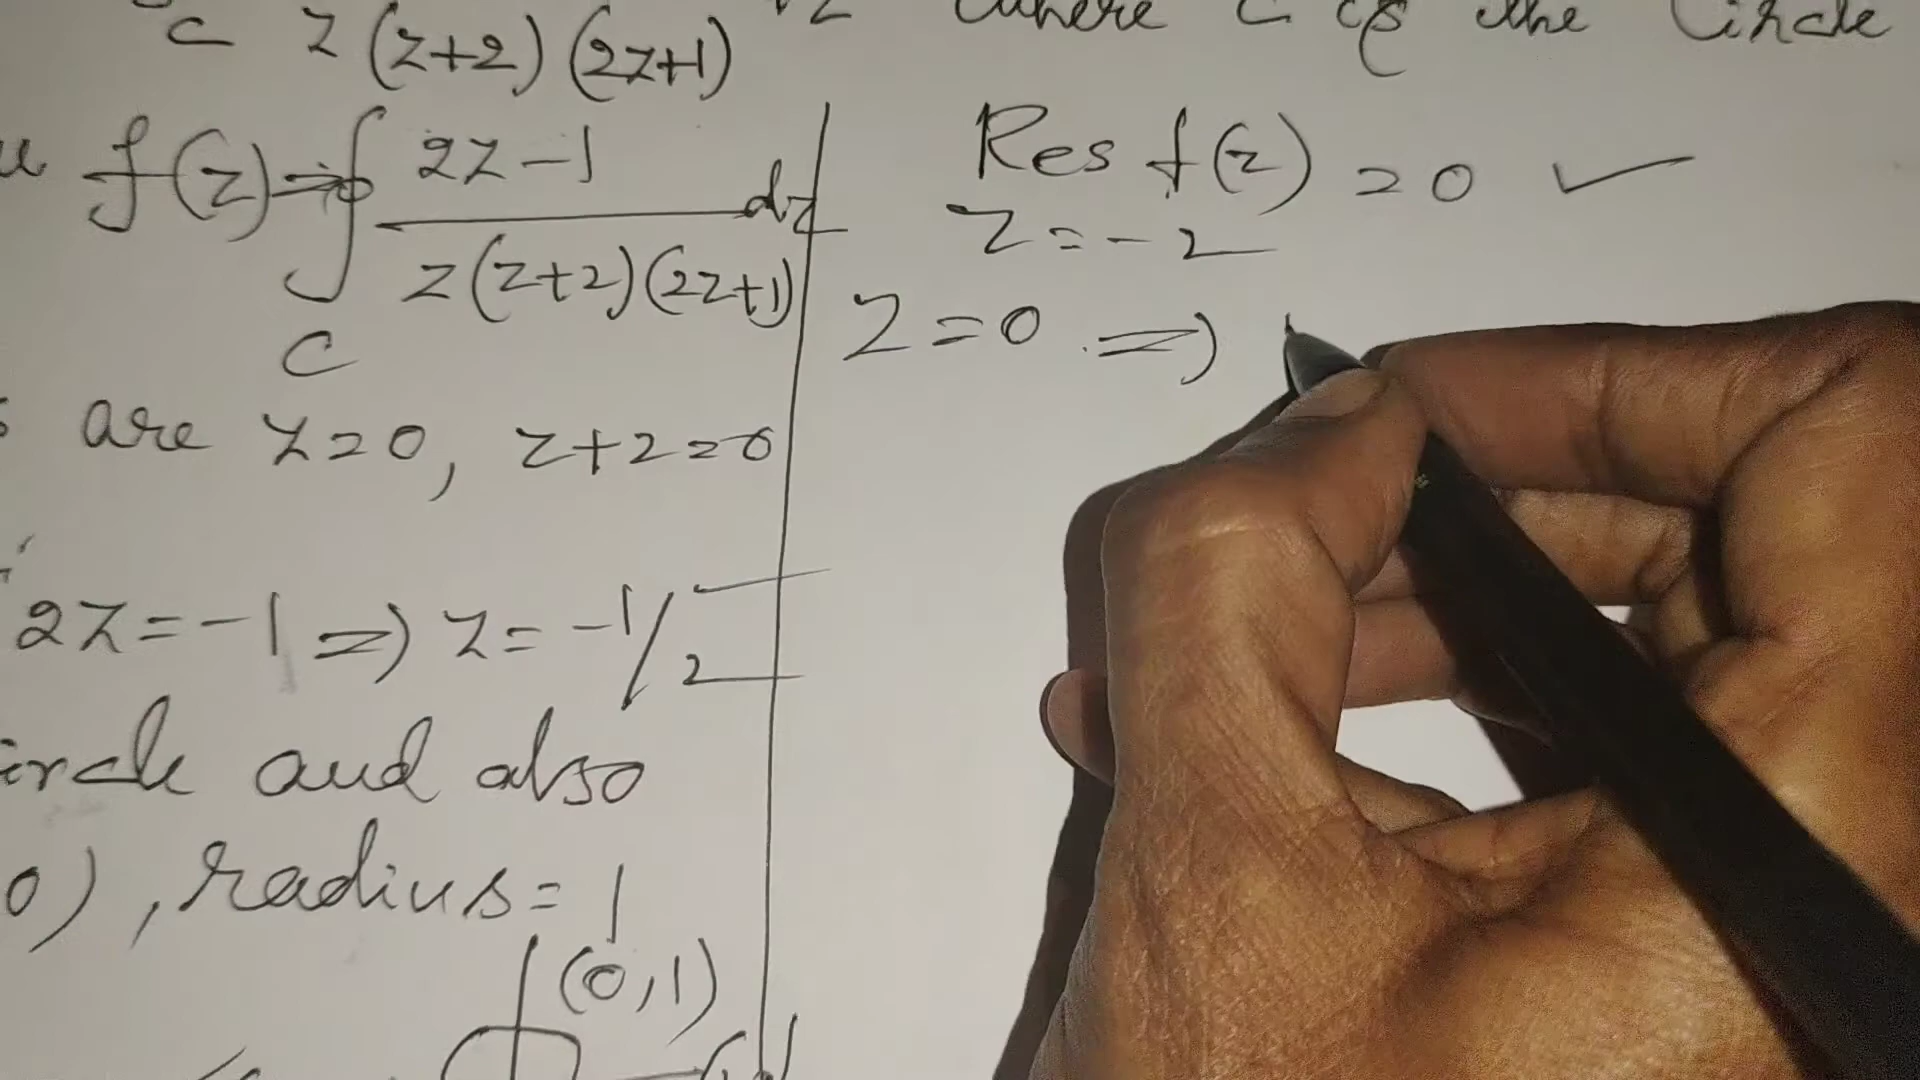 c z(z+2)(2z+1) where c is the Circle
f(z) = ∮ 2z-1 dz
z(z+2)(2z+1)
C
are z=0, z+2=0
2z=-1 => z=-1/2
ircle and also
0), radius=1
(0,1)
Res f(z) =0 ✓
z=-2
z=0 =>